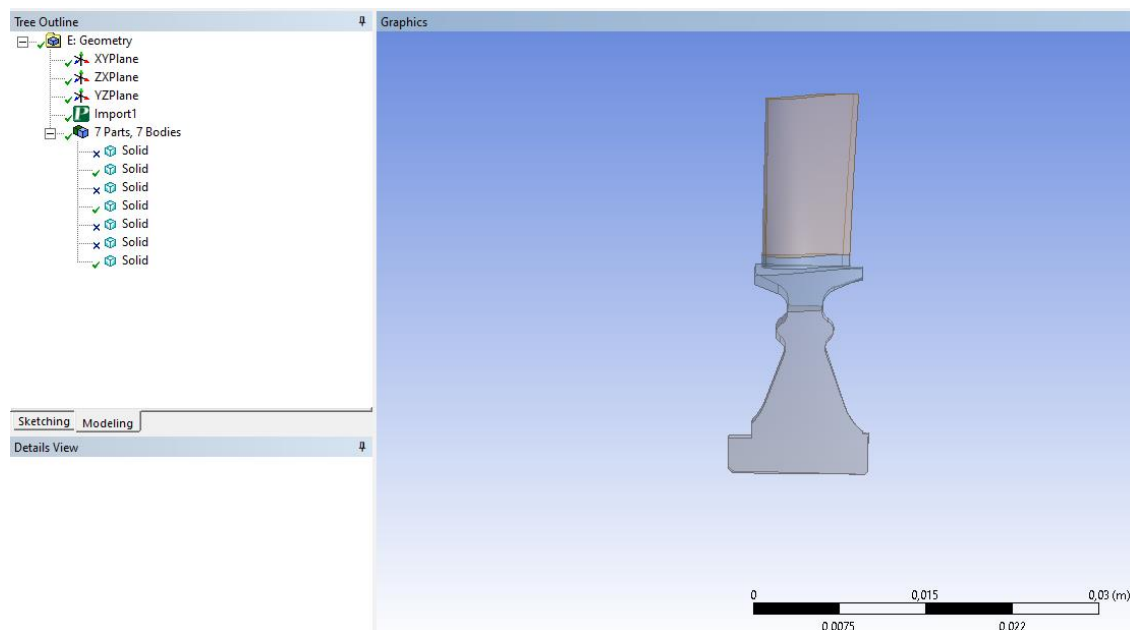 Tree Outline
E: Geometry
XYPlane
ZXPlane
YZPlane
Import1
7 Parts, 7 Bodies
Solid
Solid
Solid
Solid
Solid
Solid
Solid
Sketching Modeling
Details View
Graphics
0 0,015 0,03 (m)
0,0075 0,022